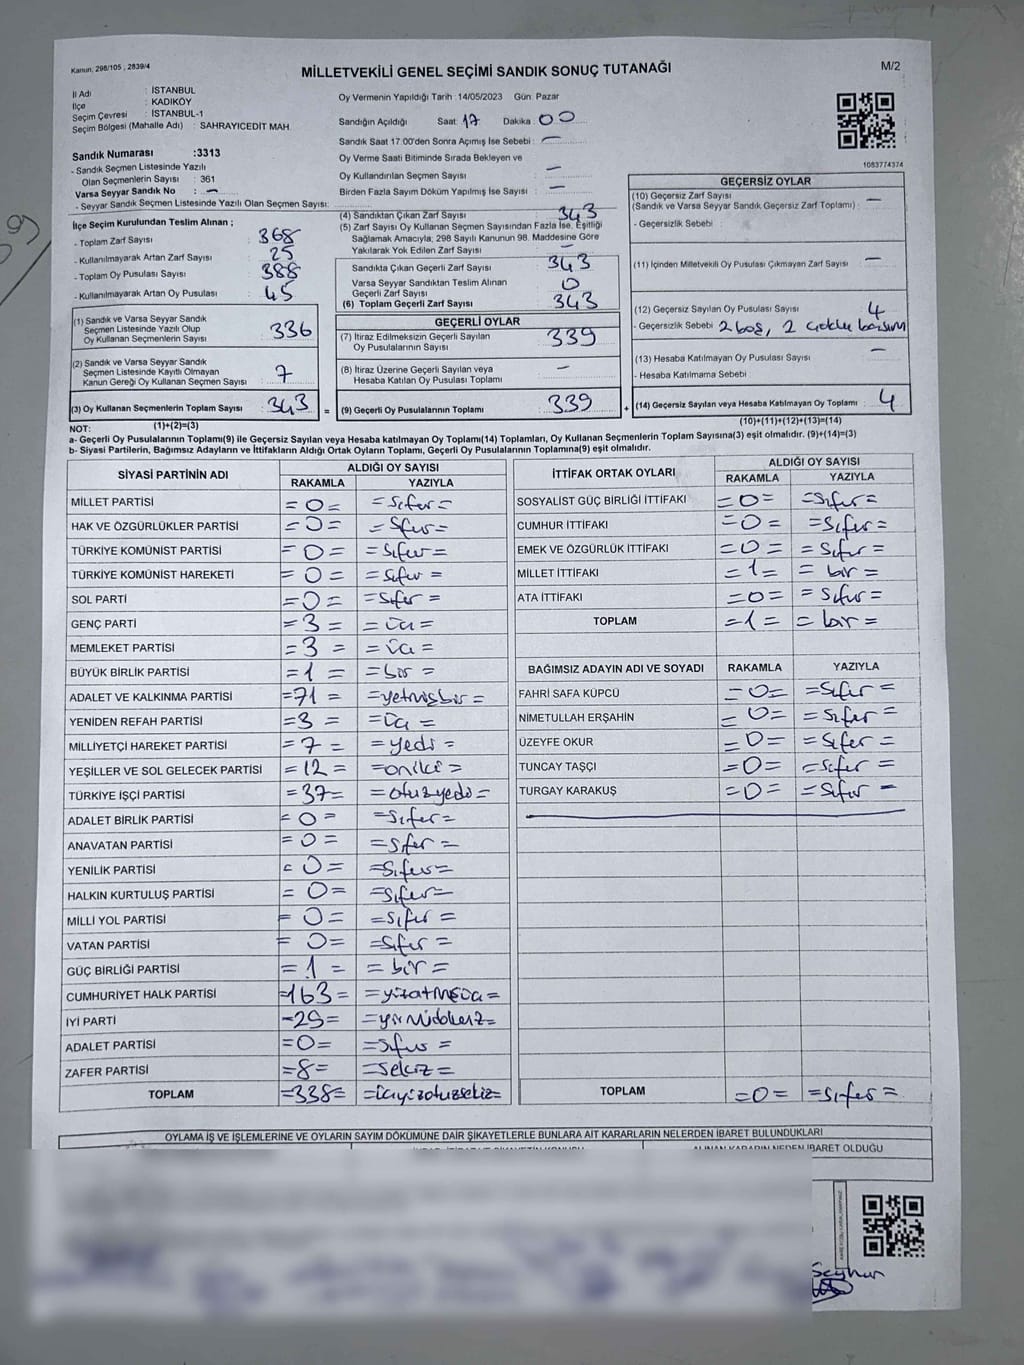 Kanun, 298/105 , 2839/4
MİLLETVEKİLİ GENEL SEÇİMİ SANDIK SONUÇ TUTANAĞI
M/2
İl Adı : İSTANBUL
İlçe : KADIKÖY
Seçim Çevresi : İSTANBUL-1
Seçim Bölgesi (Mahalle Adı) : SAHRAYICEDİT MAH.
Oy Vermenin Yapıldığı Tarih :14/05/2023 Gün: Pazar
Sandığın Açıldığı Saat: 17 Dakika: 00
Sandık Saat 17:00'den Sonra Açımış İse Sebebi : —
Oy Verme Saati Bitiminde Sırada Bekleyen ve
Oy Kullandırılan Seçmen Sayısı : —
Birden Fazla Sayım Döküm Yapılmış İse Sayısı : —
1083774374
Sandık Numarası :3313
- Sandık Seçmen Listesinde Yazılı
Olan Seçmenlerin Sayısı : 361
Varsa Seyyar Sandık No : —
- Seyyar Sandık Seçmen Listesinde Yazılı Olan Seçmen Sayısı:
İlçe Seçim Kurulundan Teslim Alınan ;
- Toplam Zarf Sayısı 368
- Kullanılmayarak Artan Zarf Sayısı 25
- Toplam Oy Pusulası Sayısı 388
- Kullanılmayarak Artan Oy Pusulası 45
(1) Sandık ve Varsa Seyyar Sandık
Seçmen Listesinde Yazılı Olup
Oy Kullanan Seçmenlerin Sayısı 336
(2) Sandık ve Varsa Seyyar Sandık
Seçmen Listesinde Kayıtlı Olmayan
Kanun Gereği Oy Kullanan Seçmen Sayısı 7
(3) Oy Kullanan Seçmenlerin Toplam Sayısı 343 =
(1)+(2)=(3)
(4) Sandıktan Çıkan Zarf Sayısı 343
(5) Zarf Sayısı Oy Kullanan Seçmen Sayısından Fazla İse, Eşitliği
Sağlamak Amacıyla; 298 Sayılı Kanunun 98. Maddesine Göre
Yakılarak Yok Edilen Zarf Sayısı —
Sandıkta Çıkan Geçerli Zarf Sayısı 343
Varsa Seyyar Sandıktan Teslim Alınan
Geçerli Zarf Sayısı 0
(6) Toplam Geçerli Zarf Sayısı 343
GEÇERLİ OYLAR
(7) İtiraz Edilmeksizin Geçerli Sayılan
Oy Pusulalarının Sayısı 339
(8) İtiraz Üzerine Geçerli Sayılan veya
Hesaba Katılan Oy Pusulası Toplamı —
(9) Geçerli Oy Pusulalarının Toplamı 339 +
GEÇERSİZ OYLAR
(10) Geçersiz Zarf Sayısı
(Sandık ve Varsa Seyyar Sandık Geçersiz Zarf Toplamı) : —
- Geçersizlik Sebebi :
(11) İçinden Milletvekili Oy Pusulası Çıkmayan Zarf Sayısı —
(12) Geçersiz Sayılan Oy Pusulası Sayısı : 4
- Geçersizlik Sebebi : 2 boş, 2 çoklu basım
(13) Hesaba Katılmayan Oy Pusulası Sayısı : —
- Hesaba Katılmama Sebebi :
(14) Geçersiz Sayılan veya Hesaba Katılmayan Oy Toplamı : 4
(10)+(11)+(12)+(13)=(14)
NOT:
a- Geçerli Oy Pusulalarının Toplamı(9) ile Geçersiz Sayılan veya Hesaba katılmayan Oy Toplamı(14) Toplamları, Oy Kullanan Seçmenlerin Toplam Sayısına(3) eşit olmalıdır. (9)+(14)=(3)
b- Siyasi Partilerin, Bağımsız Adayların ve İttifakların Aldığı Ortak Oyların Toplamı, Geçerli Oy Pusulalarının Toplamına(9) eşit olmalıdır.
SİYASİ PARTİNİN ADI ALDIĞI OY SAYISI
RAKAMLA YAZIYLA
MİLLET PARTİSİ =0= =Sıfır=
HAK VE ÖZGÜRLÜKLER PARTİSİ =0= =Sıfır=
TÜRKİYE KOMÜNİST PARTİSİ =0= =Sıfır=
TÜRKİYE KOMÜNİST HAREKETİ =0= =Sıfır=
SOL PARTİ =0= =Sıfır=
GENÇ PARTİ =3= =üç=
MEMLEKET PARTİSİ =3= =üç=
BÜYÜK BİRLİK PARTİSİ =1= =bir=
ADALET VE KALKINMA PARTİSİ =71= =yetmişbir=
YENİDEN REFAH PARTİSİ =3= =üç=
MİLLİYETÇİ HAREKET PARTİSİ =7= =yedi=
YEŞİLLER VE SOL GELECEK PARTİSİ =12= =oniki=
TÜRKİYE İŞÇİ PARTİSİ =37= =otuzyedi=
ADALET BİRLİK PARTİSİ =0= =Sıfır=
ANAVATAN PARTİSİ =0= =Sıfır=
YENİLİK PARTİSİ =0= =Sıfır=
HALKIN KURTULUŞ PARTİSİ =0= =Sıfır=
MİLLİ YOL PARTİSİ =0= =Sıfır=
VATAN PARTİSİ =0= =Sıfır=
GÜÇ BİRLİĞİ PARTİSİ =1= =bir=
CUMHURİYET HALK PARTİSİ =163= =yüzatmışüç=
İYİ PARTİ =29= =yirmidokuz=
ADALET PARTİSİ =0= =Sıfır=
ZAFER PARTİSİ =8= =Sekiz=
TOPLAM =338= =üçyüzotuzsekiz=
İTTİFAK ORTAK OYLARI ALDIĞI OY SAYISI
RAKAMLA YAZIYLA
SOSYALİST GÜÇ BİRLİĞİ İTTİFAKI =0= =Sıfır=
CUMHUR İTTİFAKI =0= =Sıfır=
EMEK VE ÖZGÜRLÜK İTTİFAKI =0= =Sıfır=
MİLLET İTTİFAKI =1= =bir=
ATA İTTİFAKI =0= =Sıfır=
TOPLAM =1= =bir=
BAĞIMSIZ ADAYIN ADI VE SOYADI RAKAMLA YAZIYLA
FAHRİ SAFA KÜPCÜ =0= =Sıfır=
NİMETULLAH ERŞAHİN =0= =Sıfır=
ÜZEYFE OKUR =0= =Sıfır=
TUNCAY TAŞÇI =0= =Sıfır=
TURGAY KARAKUŞ =0= =Sıfır=
TOPLAM =0= =Sıfır=
OYLAMA İŞ VE İŞLEMLERİNE VE OYLARIN SAYIM DÖKÜMÜNE DAİR ŞİKAYETLERLE BUNLARA AİT KARARLARIN NELERDEN İBARET BULUNDUKLARI
ALINAN KARARIN NEDEN İBARET OLDUĞU
Seyhun